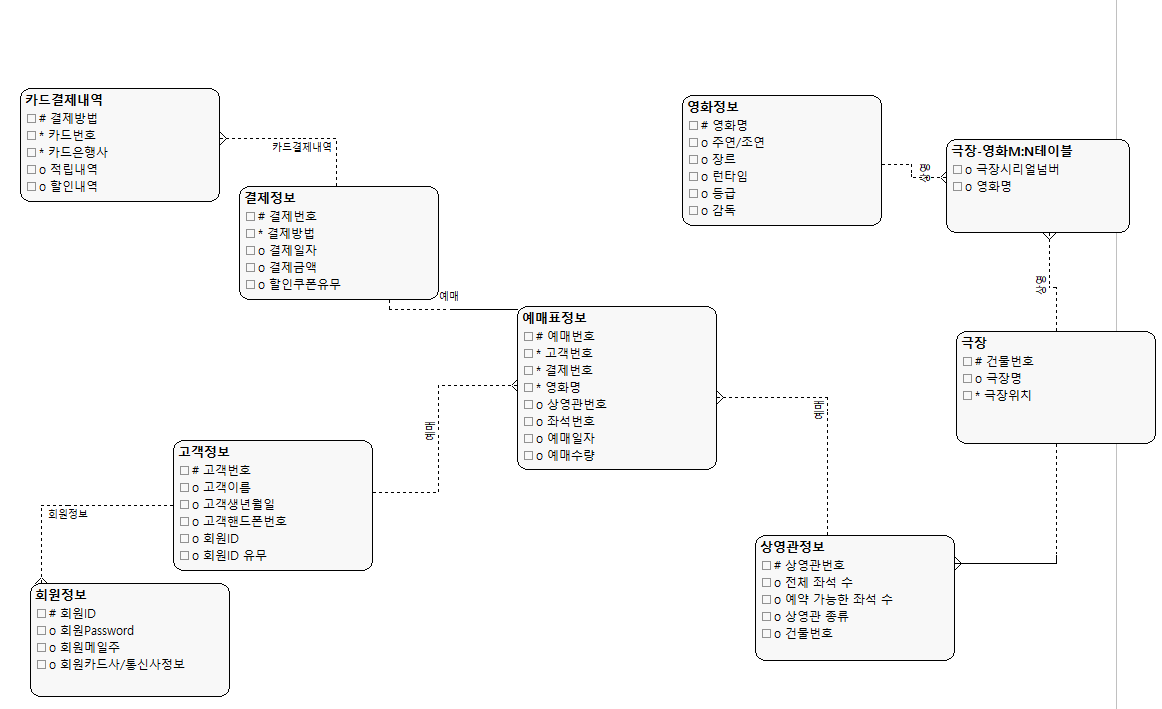 카드결제내역
# 결제방법
* 카드번호
* 카드은행사
o 적립내역
o 할인내역
카드결제내역
결제정보
# 결제번호
* 결제방법
o 결제일자
o 결제금액
o 할인쿠폰유무
예매
영화정보
# 영화명
o 주연/조연
o 장르
o 런타임
o 등급
o 감독
상영
극장-영화M:N테이블
o 극장시리얼넘버
o 영화명
상영
극장
# 건물번호
o 극장명
* 극장위치
예매표정보
# 예매번호
* 고객번호
* 결제번호
* 영화명
o 상영관번호
o 좌석번호
o 예매일자
o 예매수량
예매
예매
고객정보
# 고객번호
o 고객이름
o 고객생년월일
o 고객핸드폰번호
o 회원ID
o 회원ID 유무
회원정보
회원정보
# 회원ID
o 회원Password
o 회원메일주
o 회원카드사/통신사정보
상영관정보
# 상영관번호
o 전체 좌석 수
o 예약 가능한 좌석 수
o 상영관 종류
o 건물번호